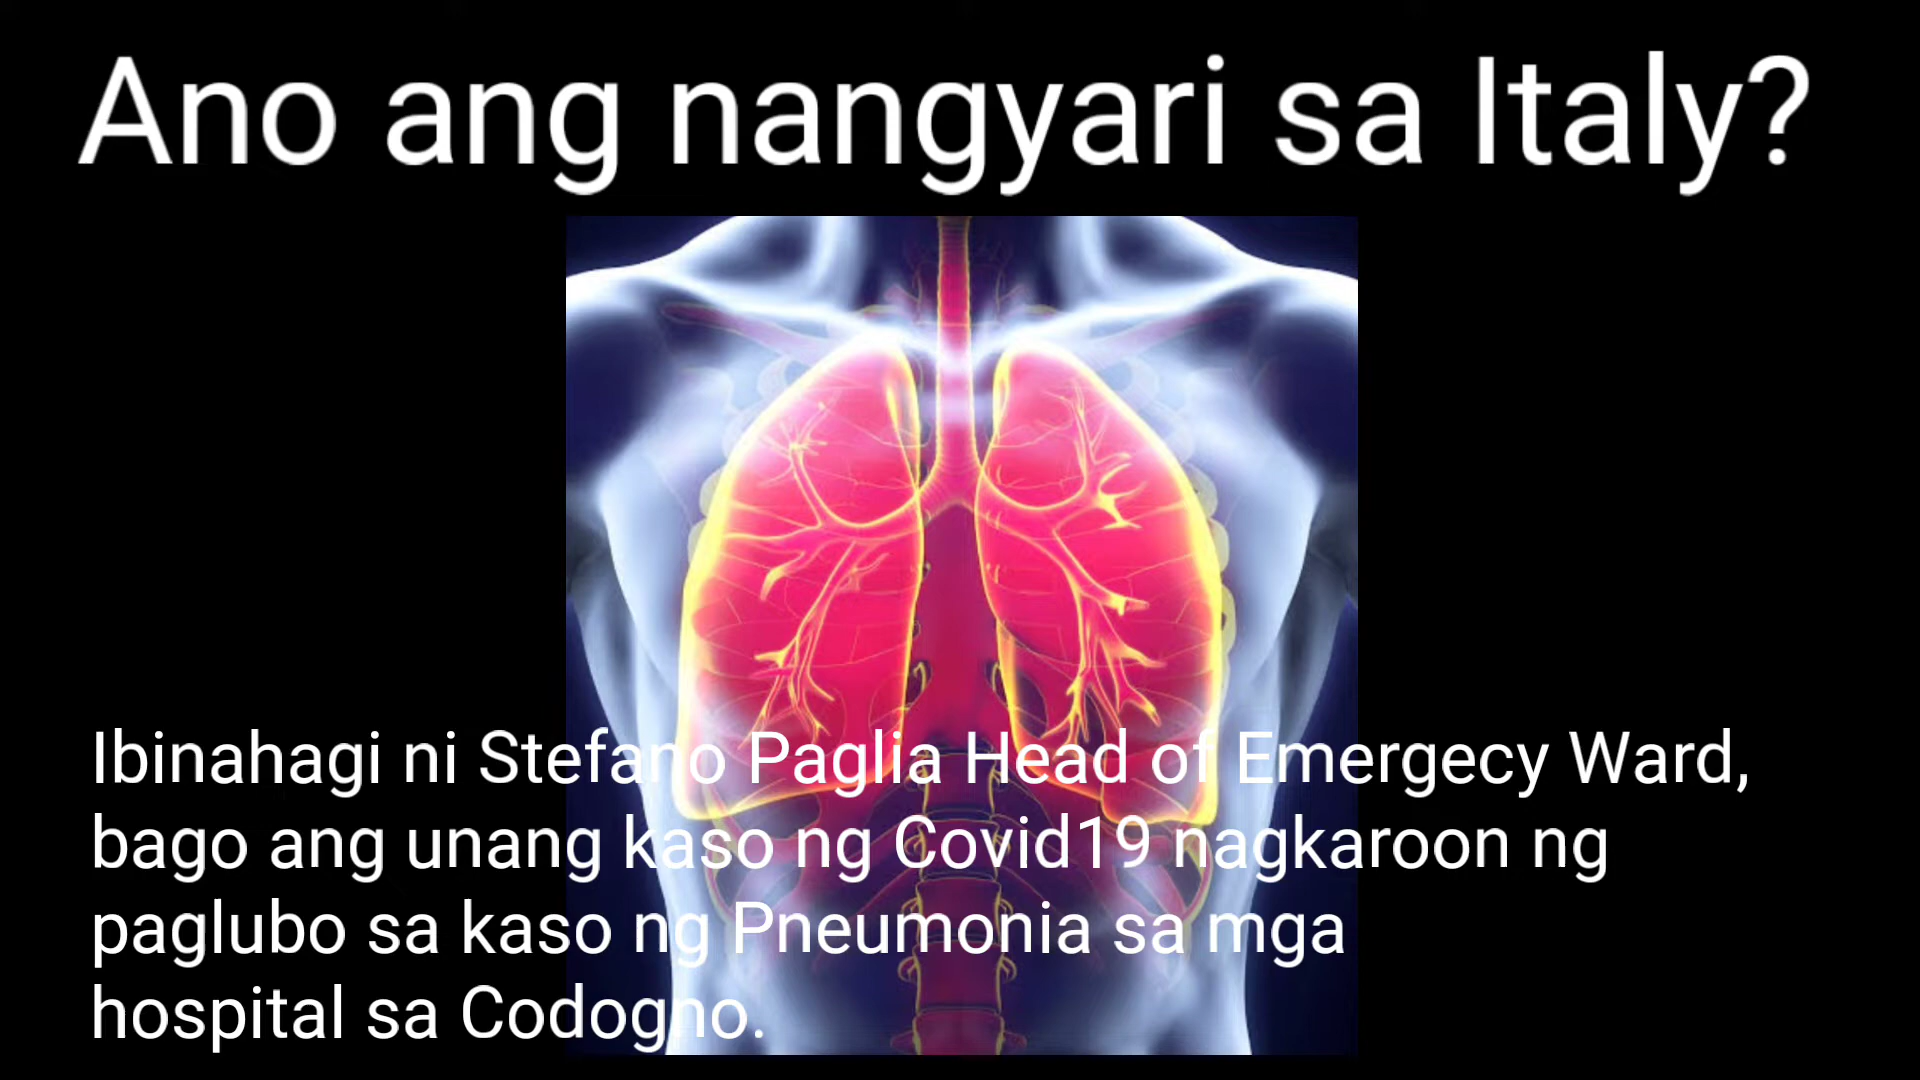 Ano ang nangyari sa Italy?
Ibinahagi ni Stefano Paglia Head of Emergecy Ward,
bago ang unang kaso ng Covid19 nagkaroon ng
paglubo sa kaso ng Pneumonia sa mga
hospital sa Codogno.